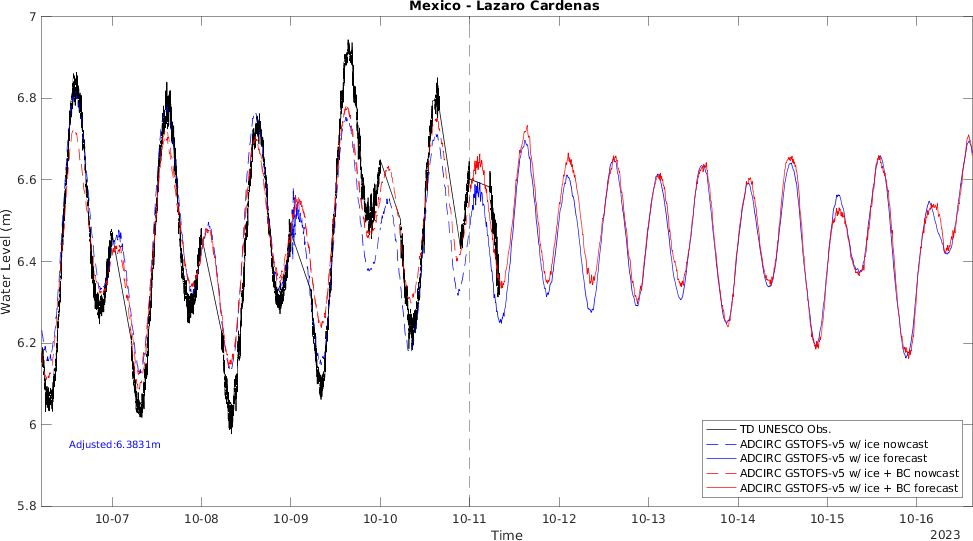 Mexico - Lazaro Cardenas
7
6.8
6.6
6.4
6.2
6
5.8
Water Level (m)
Adjusted:6.3831m
TD UNESCO Obs.
ADCIRC GSTOFS-v5 w/ ice nowcast
ADCIRC GSTOFS-v5 w/ ice forecast
ADCIRC GSTOFS-v5 w/ ice + BC nowcast
ADCIRC GSTOFS-v5 w/ ice + BC forecast
10-07 10-08 10-09 10-10 10-11 10-12 10-13 10-14 10-15 10-16
Time
2023